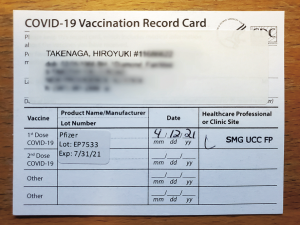 COVID-19 Vaccination Record Card
TAKENAGA, HIROYUKI
Vaccine Product Name/Manufacturer Date Healthcare Professional
Lot Number or Clinic Site
1st Dose COVID-19 Pfizer 4/12/21 SMG UCC FP
Lot: EP7533 mm dd yy
Exp: 7/31/21
2nd Dose COVID-19 mm dd yy
Other mm dd yy
Other mm dd yy